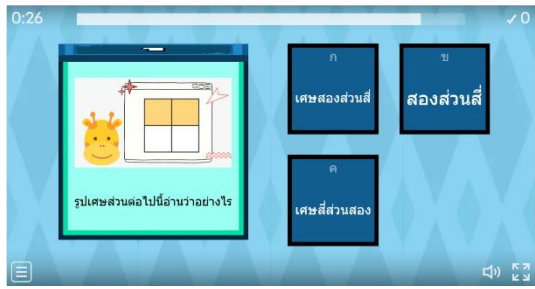 0:26
✓0
รูปเศษส่วนต่อไปนี้อ่านว่าอย่างไร
ก
เศษสองส่วนสี่
ข
สองส่วนสี่
ค
เศษสี่ส่วนสอง